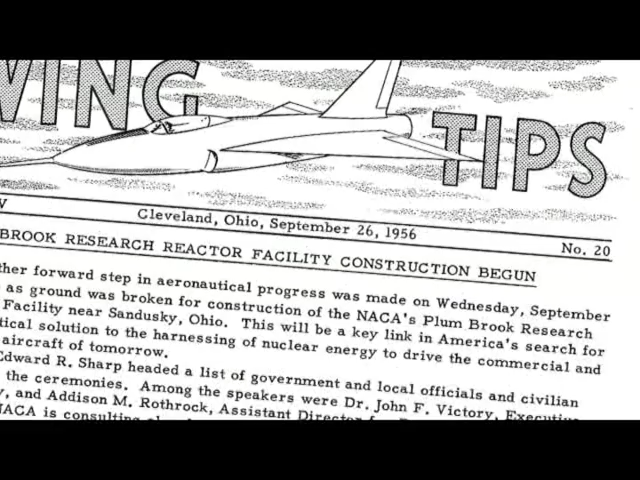 WING TIPS
Cleveland, Ohio, September 26, 1956 No. 20
BROOK RESEARCH REACTOR FACILITY CONSTRUCTION BEGUN
ther forward step in aeronautical progress was made on Wednesday, September
as ground was broken for construction of the NACA's Plum Brook Research
Facility near Sandusky, Ohio. This will be a key link in America's search for
tical solution to the harnessing of nuclear energy to drive the commercial and
aircraft of tomorrow.
Edward R. Sharp headed a list of government and local officials and civilian
the ceremonies. Among the speakers were Dr. John F. Victory, Executive
and Addison M. Rothrock, Assistant Director
NACA is consulting